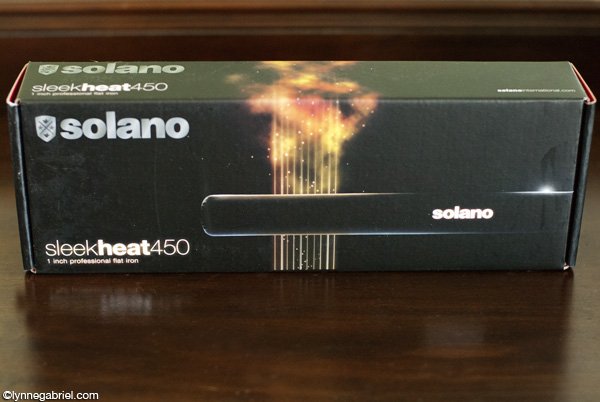 solano
sleekheat450
1 inch professional flat iron
solanointernational.com
solano
solano
sleekheat450
1 inch professional flat iron
©lynnegabriel.com